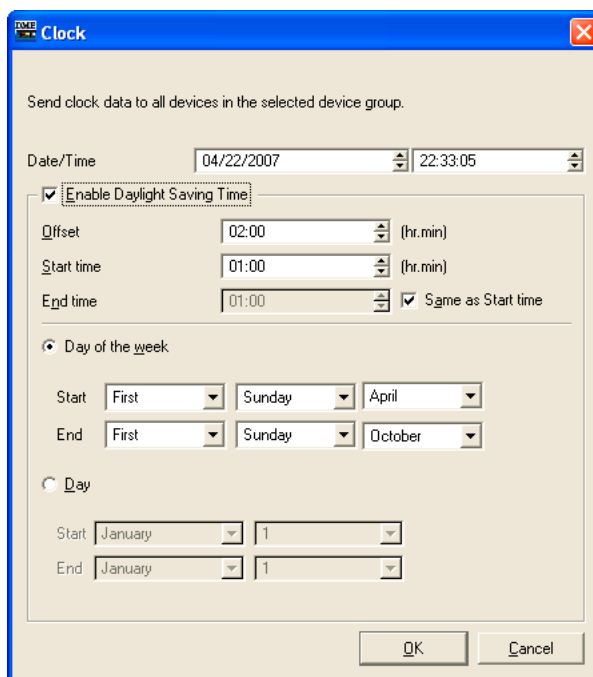 DME Clock
Send clock data to all devices in the selected device group.
Date/Time 04/22/2007 22:33:05
Enable Daylight Saving Time
Offset 02:00 (hr.min)
Start time 01:00 (hr.min)
End time 01:00 Same as Start time
Day of the week
Start First Sunday April
End First Sunday October
Day
Start January 1
End January 1
OK Cancel